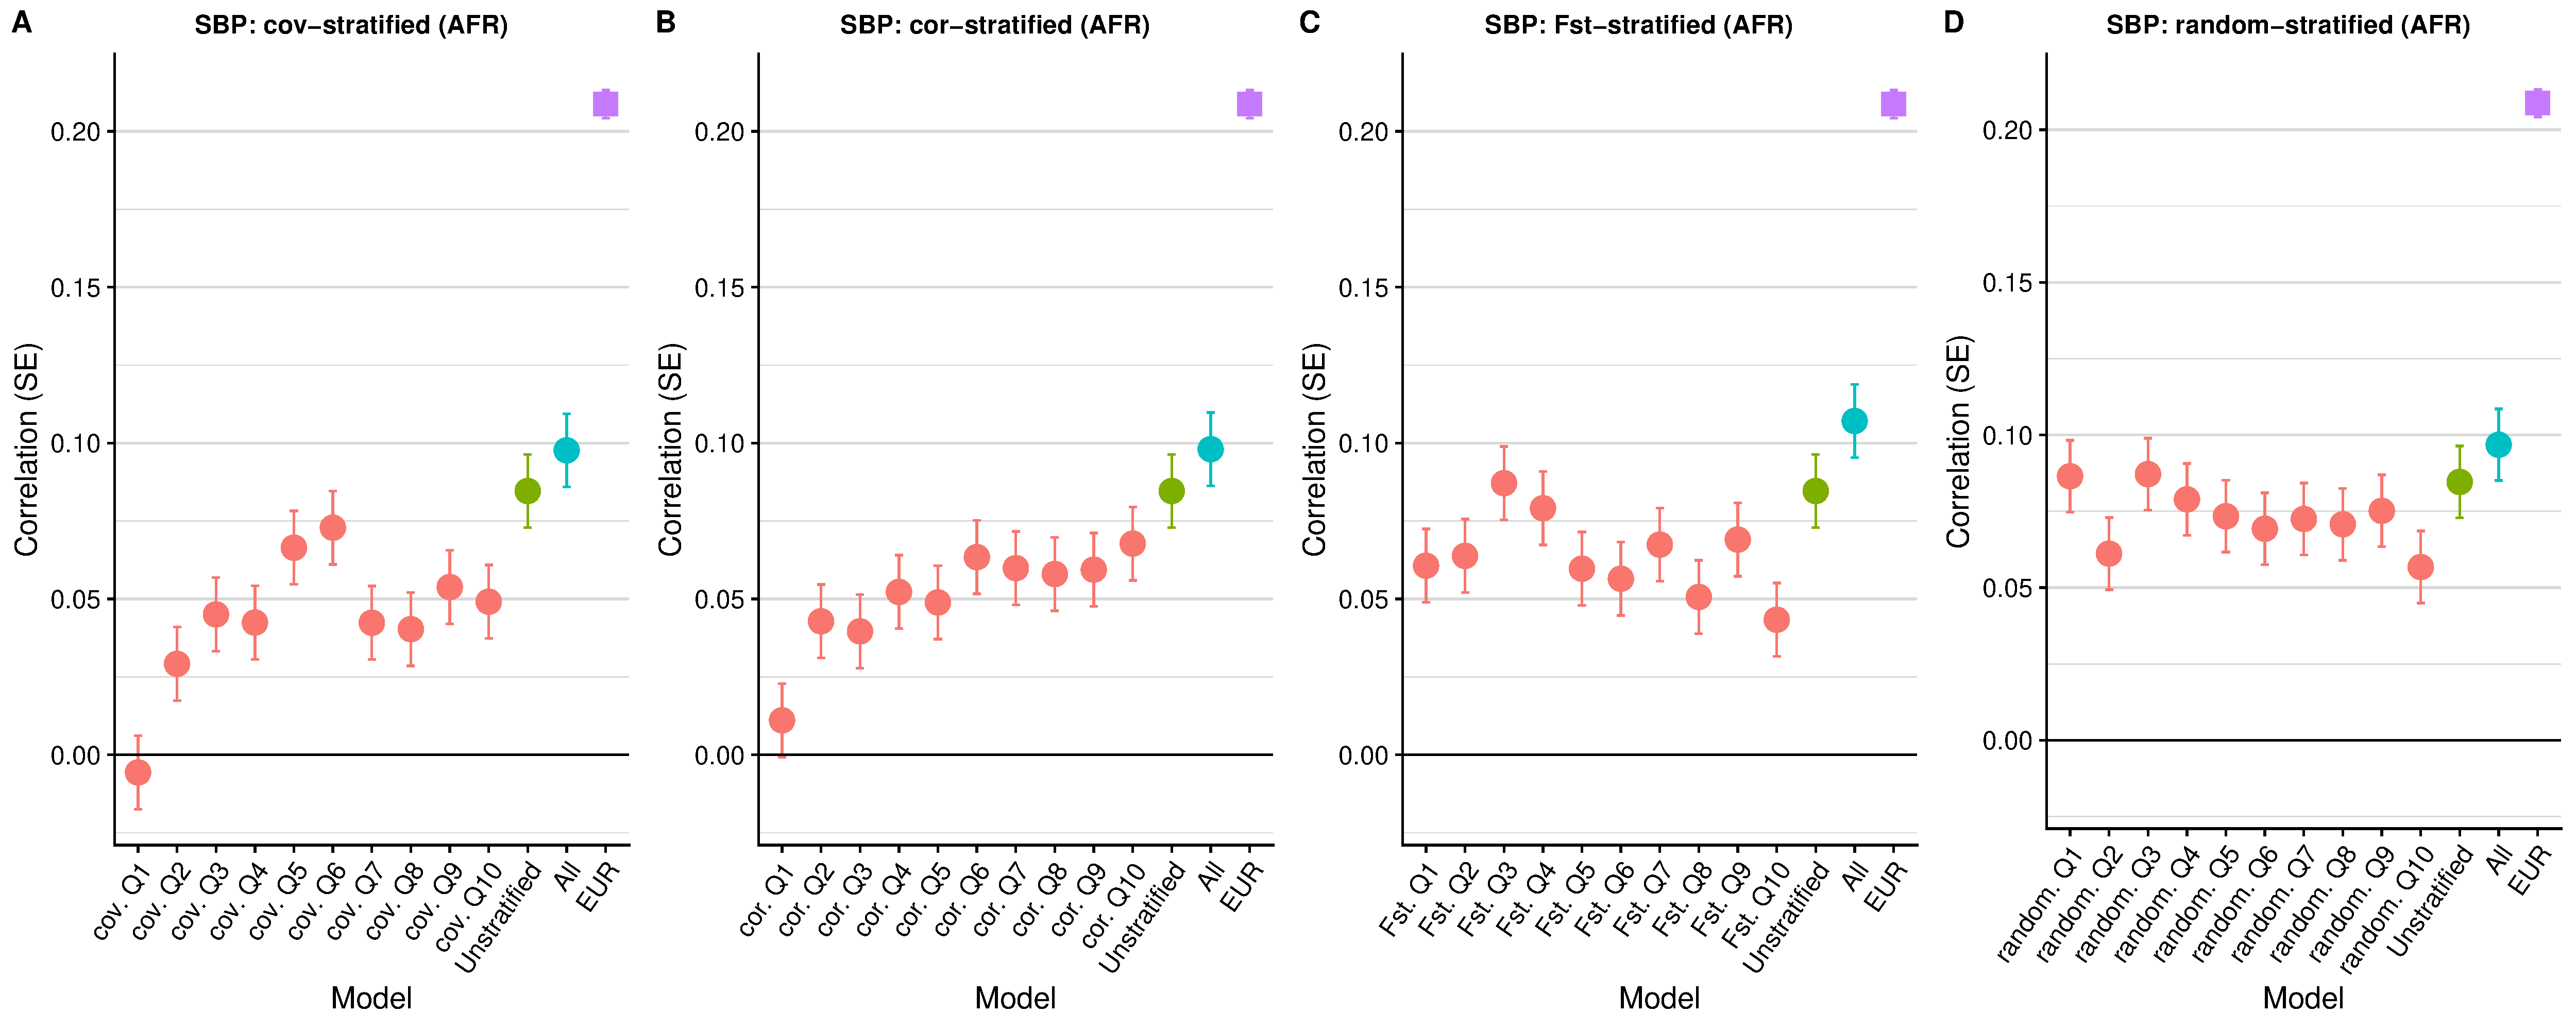 A
SBP: cov−stratified (AFR)
Correlation (SE)
0.20
0.15
0.10
0.05
0.00
cov. Q1
cov. Q2
cov. Q3
cov. Q4
cov. Q5
cov. Q6
cov. Q7
cov. Q8
cov. Q9
cov. Q10
Unstratified
All
EUR
Model
B
SBP: cor−stratified (AFR)
Correlation (SE)
0.20
0.15
0.10
0.05
0.00
cor. Q1
cor. Q2
cor. Q3
cor. Q4
cor. Q5
cor. Q6
cor. Q7
cor. Q8
cor. Q9
cor. Q10
Unstratified
All
EUR
Model
C
SBP: Fst−stratified (AFR)
Correlation (SE)
0.20
0.15
0.10
0.05
0.00
Fst. Q1
Fst. Q2
Fst. Q3
Fst. Q4
Fst. Q5
Fst. Q6
Fst. Q7
Fst. Q8
Fst. Q9
Fst. Q10
Unstratified
All
EUR
Model
D
SBP: random−stratified (AFR)
Correlation (SE)
0.20
0.15
0.10
0.05
0.00
random. Q1
random. Q2
random. Q3
random. Q4
random. Q5
random. Q6
random. Q7
random. Q8
random. Q9
random. Q10
Unstratified
All
EUR
Model